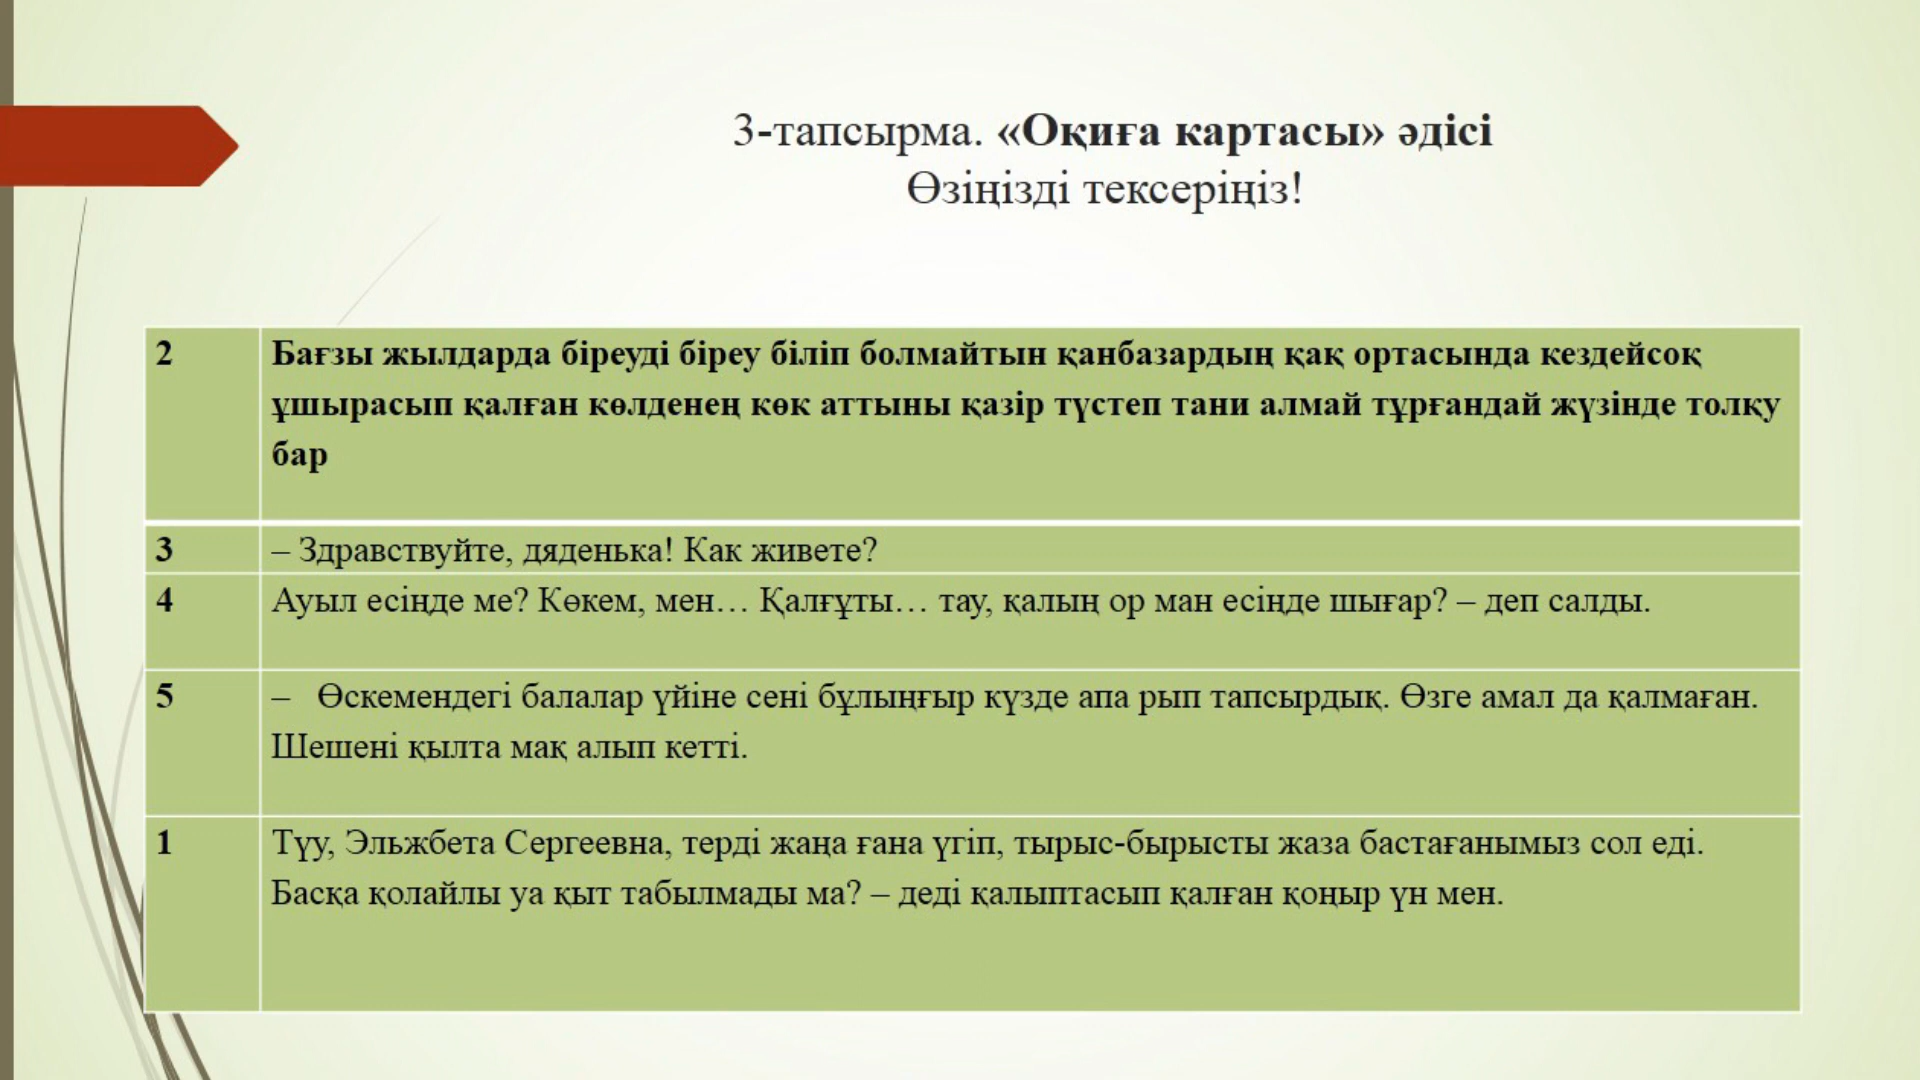 3-тапсырма. «Оқиға картасы» әдісі
Өзіңізді тексеріңіз!
2
Бағзы жылдарда біреуді біреу біліп болмайтын қанбазардың қақ ортасында кездейсоқ
ұшырасып қалған көлденең көк аттыны қазір түстеп тани алмай тұрғандай жүзінде толқу
бар
3
– Здравствуйте, дяденька! Как живете?
4
Ауыл есіңде ме? Көкем, мен… Қалғұты… тау, қалың ор ман есіңде шығар? – деп салды.
5
– Өскемендегі балалар үйіне сені бұлыңғыр күзде апа рып тапсырдық. Өзге амал да қалмаған.
Шешені қылта мақ алып кетті.
1
Түу, Эльжбета Сергеевна, терді жаңа ғана үгіп, тырыс-бырысты жаза бастағанымыз сол еді.
Басқа қолайлы уа қыт табылмады ма? – деді қалыптасып қалған қоңыр үн мен.